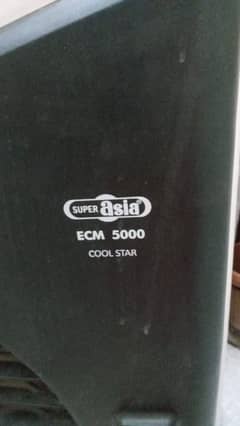 SUPER asia
ECM 5000
COOL STAR